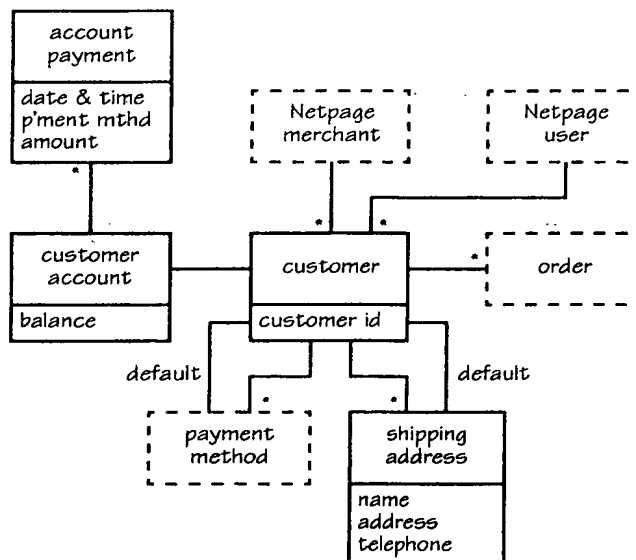 account
payment
date & time
p'ment mthd
amount
*
Netpage
merchant
*
Netpage
user
*
customer
account
balance
customer
customer id
*
order
default
*
payment
method
*
default
shipping
address
name
address
telephone